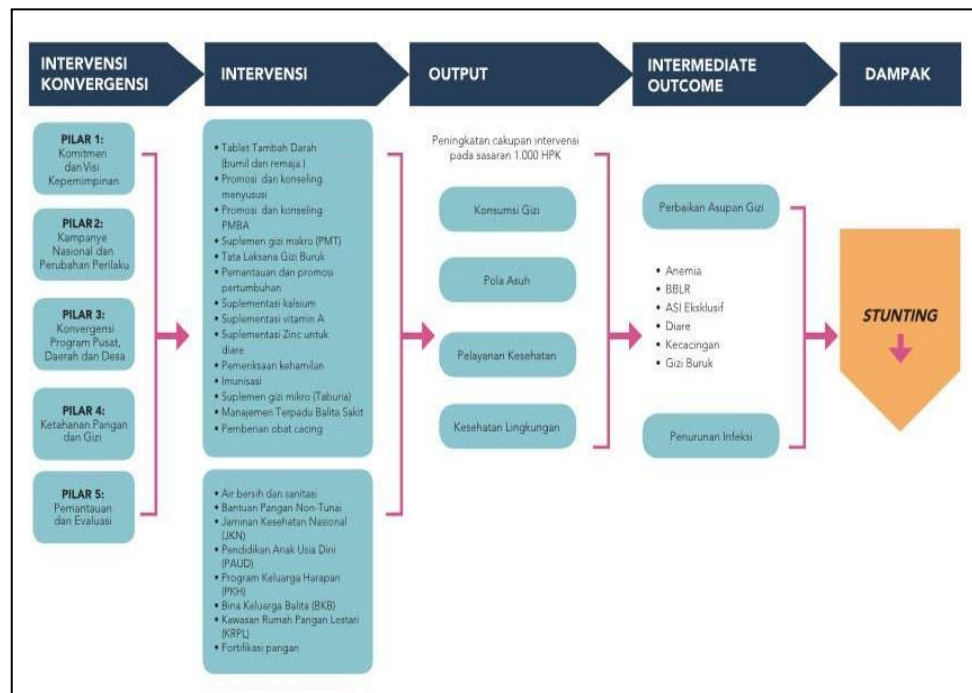 INTERVENSI
KONVERGENSI
INTERVENSI
OUTPUT
INTERMEDIATE
OUTCOME
DAMPAK
PILAR 1:
Komitmen
dan Visi
Kepemimpinan
PILAR2:
Kampanye
Nasional dan
Perubahan Perilaku
PILAR 3:
Konvergensi
Program Pusat,
Daerah dan Desa
PILAR 4:
Ketahanan Pangan
dan Gizi
PILAR 5:
Pemantauan
dan Evaluasi
• Tablet Tambah Darah
(bumil dan remaja )
• Promosi dan konseling
menyususi
• Promosi dan konseling
PMBA
• Suplemen gizi makro (PMT)
• Tata Laksana Gizi Buruk
• Pemantauan dan promosi
pertumbuhan
• Suplementasi kalsium
• Suplementasi vitamin A
• Suplementasi Zinc untuk
diare
• Pemeriksaan kehamilan
• Imunisasi
• Suplemen gizi mikro (Taburia)
• Manajemen Terpadu Balita Sakit
• Pemberian obat cacing
• Air bersih dan sanitasi
• Bantuan Pangan Non-Tunai
• Jaminan Kesehatan Nasional
(JKN)
• Pendidikan Anak Usia Dini
(PAUD)
• Program Keluarga Harapan
(PKH)
• Bina Keluarga Balita (BKB)
• Kawasan Rumah Pangan Lestari
(KRPL)
• Fortifikasi pangan
Peningkatan cakupan intervensi
pada sasaran 1.000 HPK
Konsumsi Gizi
Pola Asuh
Pelayanan Kesehatan
Kesehatan Lingkungan
Perbaikan Asupan Gizi
• Anemia
• BBLR
• ASI Eksklusif
• Diare
• Kecacingan
• Gizi Buruk
Penurunan Infeksi
STUNTING